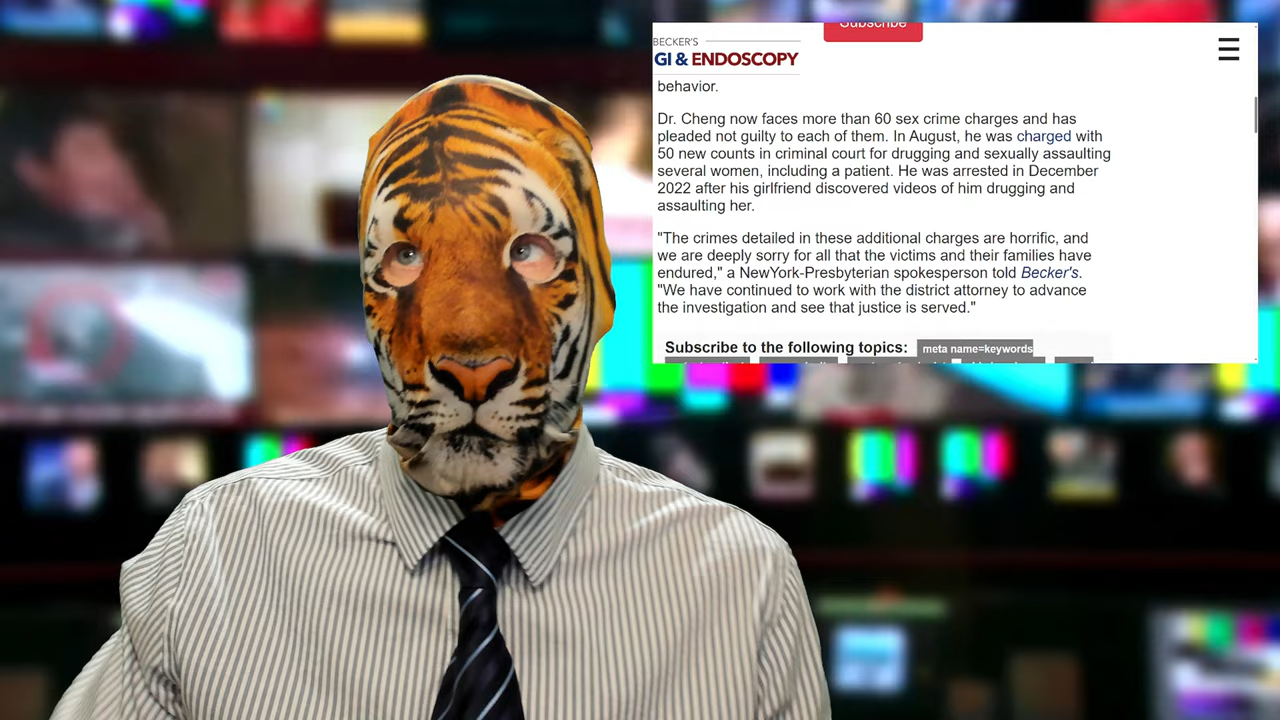 Subscribe
BECKER'S
GI & ENDOSCOPY
behavior.
Dr. Cheng now faces more than 60 sex crime charges and has
pleaded not guilty to each of them. In August, he was charged with
50 new counts in criminal court for drugging and sexually assaulting
several women, including a patient. He was arrested in December
2022 after his girlfriend discovered videos of him drugging and
assaulting her.
"The crimes detailed in these additional charges are horrific, and
we are deeply sorry for all that the victims and their families have
endured," a NewYork-Presbyterian spokesperson told Becker's.
"We have continued to work with the district attorney to advance
the investigation and see that justice is served."
Subscribe to the following topics: meta name=keywords